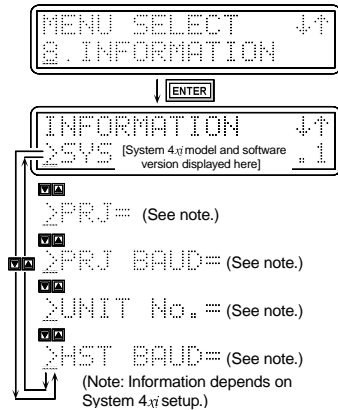 MENU SELECT ↓↑
8.INFORMATION
ENTER
INFORMATION ↓↑
>SYS [System 4xi model and software version displayed here] .1
>PRJ= (See note.)
>PRJ BAUD= (See note.)
>UNIT No.= (See note.)
>HST BAUD= (See note.)
(Note: Information depends on
System 4xi setup.)